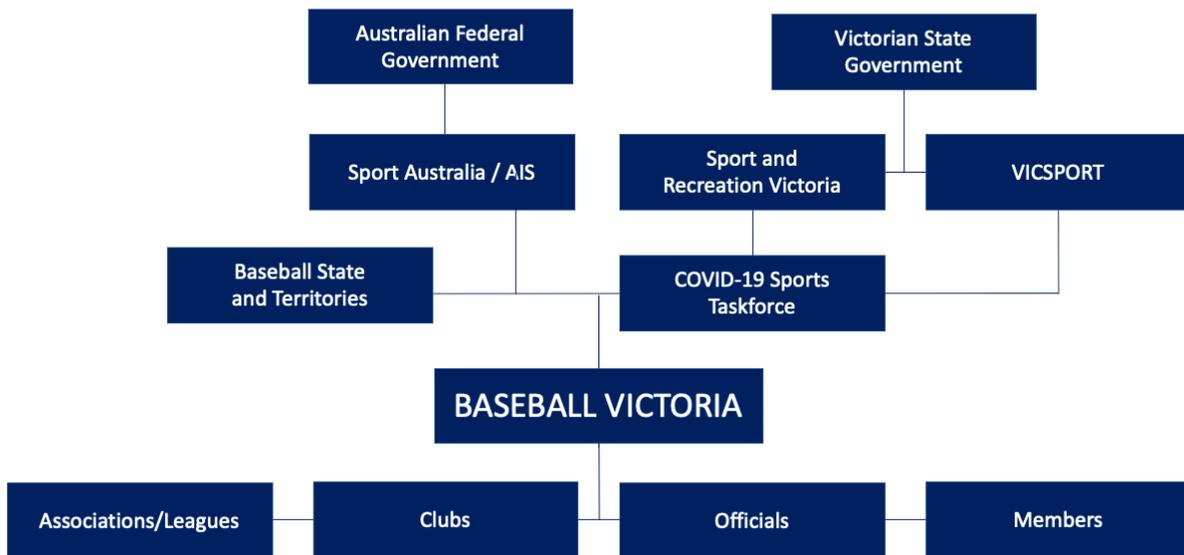 Australian Federal
Government
Victorian State
Government
Sport Australia / AIS
Sport and
Recreation Victoria
VICSPORT
Baseball State
and Territories
COVID-19 Sports
Taskforce
BASEBALL VICTORIA
Associations/Leagues
Clubs
Officials
Members